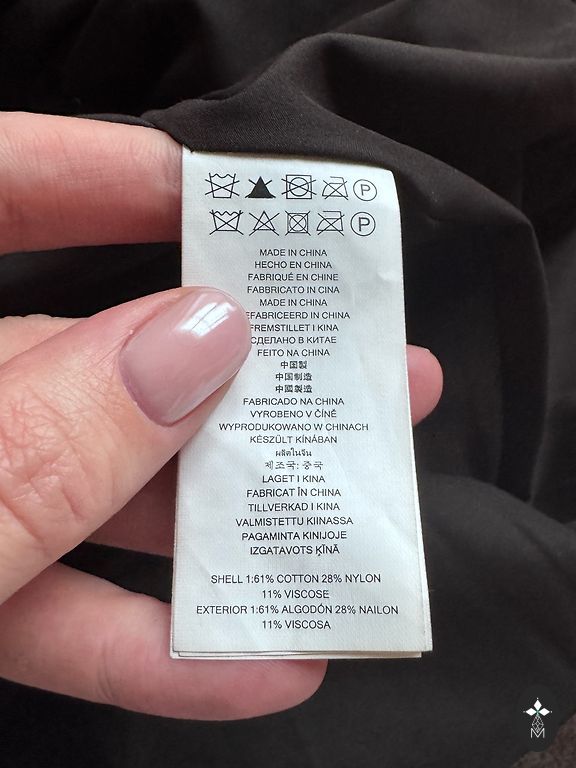 P
P
MADE IN CHINA
HECHO EN CHINA
FABRIQUÉ EN CHINE
FABBRICATO IN CINA
MADE IN CHINA
EFABRICEERD IN CHINA
FREMSTILLET I KINA
СДЕЛАНО В КИТАЕ
FEITO NA CHINA
中国製
中国制造
中國製造
FABRICADO NA CHINA
VYROBENO V ČÍNĚ
WYPRODUKOWANO W CHINACH
KÉSZÜLT KÍNÁBAN
ผลิตในจีน
제조국: 중국
LAGET I KINA
FABRICAT ÎN CHINA
TILLVERKAD I KINA
VALMISTETTU KIINASSA
PAGAMINTA KINIJOJE
IZGATAVOTS ĶĪNĀ
SHELL 1:61% COTTON 28% NYLON
11% VISCOSE
EXTERIOR 1:61% ALGODÓN 28% NAILON
11% VISCOSA
M